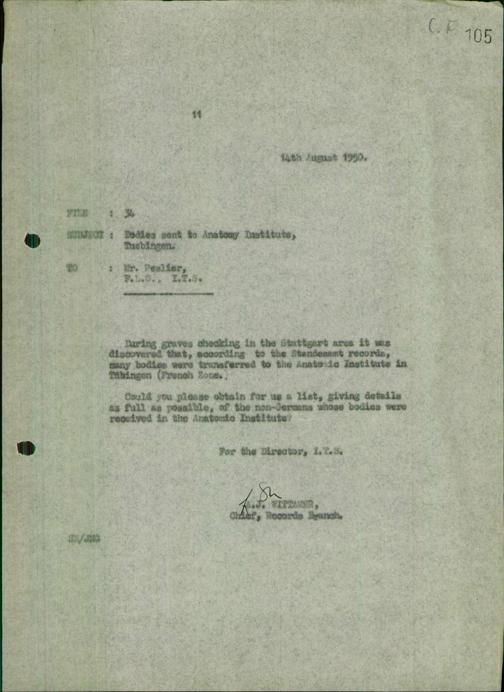 C.F 105
11
14th August 1950.
FILE : 34
SUBJECT : Bodies sent to Anatomy Institute,
Tuebingen.
TO : Mr. Peslier,
F.L.O., I.T.S.
During graves checking in the Stuttgart area it was
discovered that, according to the Standesamt records,
many bodies were transferred to the Anatomic Institute in
Tübingen (French Zone.)
Could you please obtain for us a list, giving details
as full as possible, of the non-Germans whose bodies were
received in the Anatomic Institute?
For the Director, I.T.S.
A.J. WITTAMER,
Chief, Records Branch.